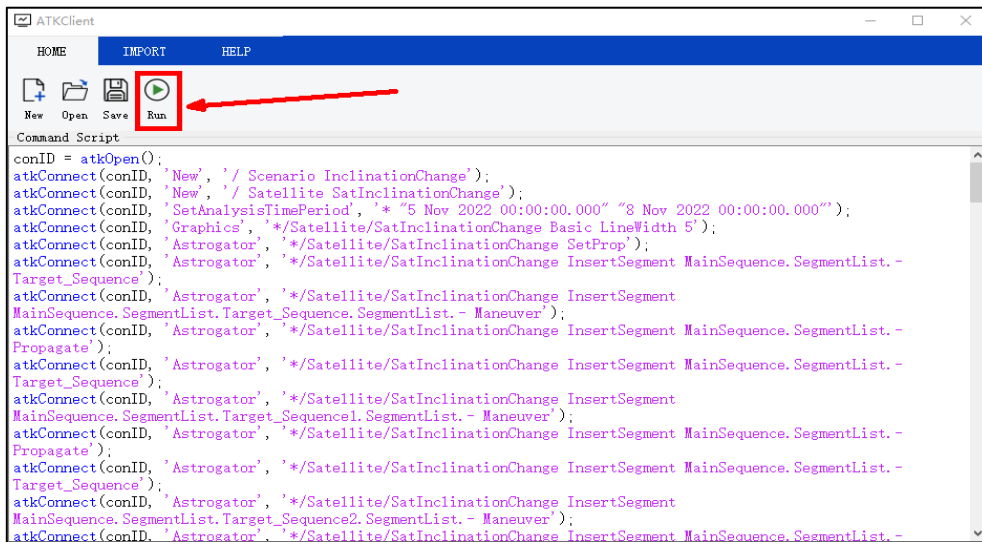 ATKClient
HOME IMPORT HELP
New Open Save Run
Command Script
conID = atkOpen();
atkConnect(conID, 'New', '/ Scenario InclinationChange');
atkConnect(conID, 'New', '/ Satellite SatInclinationChange');
atkConnect(conID, 'SetAnalysisTimePeriod', '* "5 Nov 2022 00:00:00.000" "8 Nov 2022 00:00:00.000"');
atkConnect(conID, 'Graphics', '*/Satellite/SatInclinationChange Basic LineWidth 5');
atkConnect(conID, 'Astrogator', '*/Satellite/SatInclinationChange SetProp');
atkConnect(conID, 'Astrogator', '*/Satellite/SatInclinationChange InsertSegment MainSequence.SegmentList.-
Target_Sequence');
atkConnect(conID, 'Astrogator', '*/Satellite/SatInclinationChange InsertSegment
MainSequence.SegmentList.Target_Sequence.SegmentList.- Maneuver');
atkConnect(conID, 'Astrogator', '*/Satellite/SatInclinationChange InsertSegment MainSequence.SegmentList.-
Propagate');
atkConnect(conID, 'Astrogator', '*/Satellite/SatInclinationChange InsertSegment MainSequence.SegmentList.-
Target_Sequence');
atkConnect(conID, 'Astrogator', '*/Satellite/SatInclinationChange InsertSegment
MainSequence.SegmentList.Target_Sequence1.SegmentList.- Maneuver');
atkConnect(conID, 'Astrogator', '*/Satellite/SatInclinationChange InsertSegment MainSequence.SegmentList.-
Propagate');
atkConnect(conID, 'Astrogator', '*/Satellite/SatInclinationChange InsertSegment MainSequence.SegmentList.-
Target_Sequence');
atkConnect(conID, 'Astrogator', '*/Satellite/SatInclinationChange InsertSegment
MainSequence.SegmentList.Target_Sequence2.SegmentList.- Maneuver');
atkConnect(conID, 'Astrogator', '*/Satellite/SatInclinationChange InsertSegment MainSequence.SegmentList.-